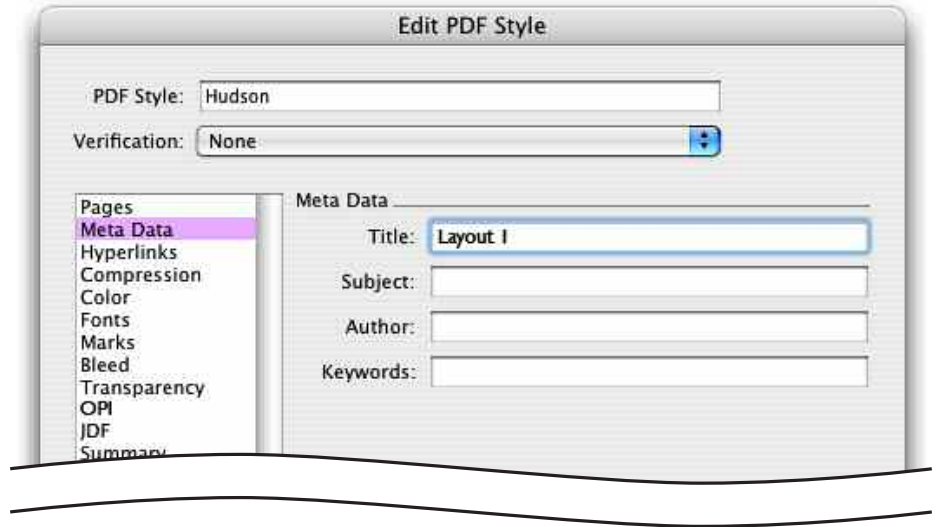 Edit PDF Style
PDF Style: Hudson
Verification: None
Pages
Meta Data
Hyperlinks
Compression
Color
Fonts
Marks
Bleed
Transparency
OPI
JDF
Summary
Meta Data
Title: Layout 1
Subject:
Author:
Keywords: